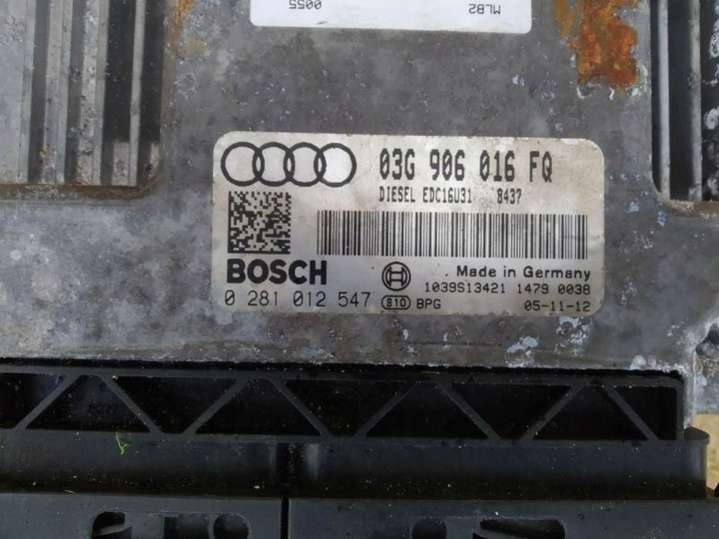 MLB2
0055
03G 906 016 FQ
DIESEL EDC16U31 8437
BOSCH
Made in Germany
1039S13421 1479 0038
0 281 012 547 810 BPG 05-11-12